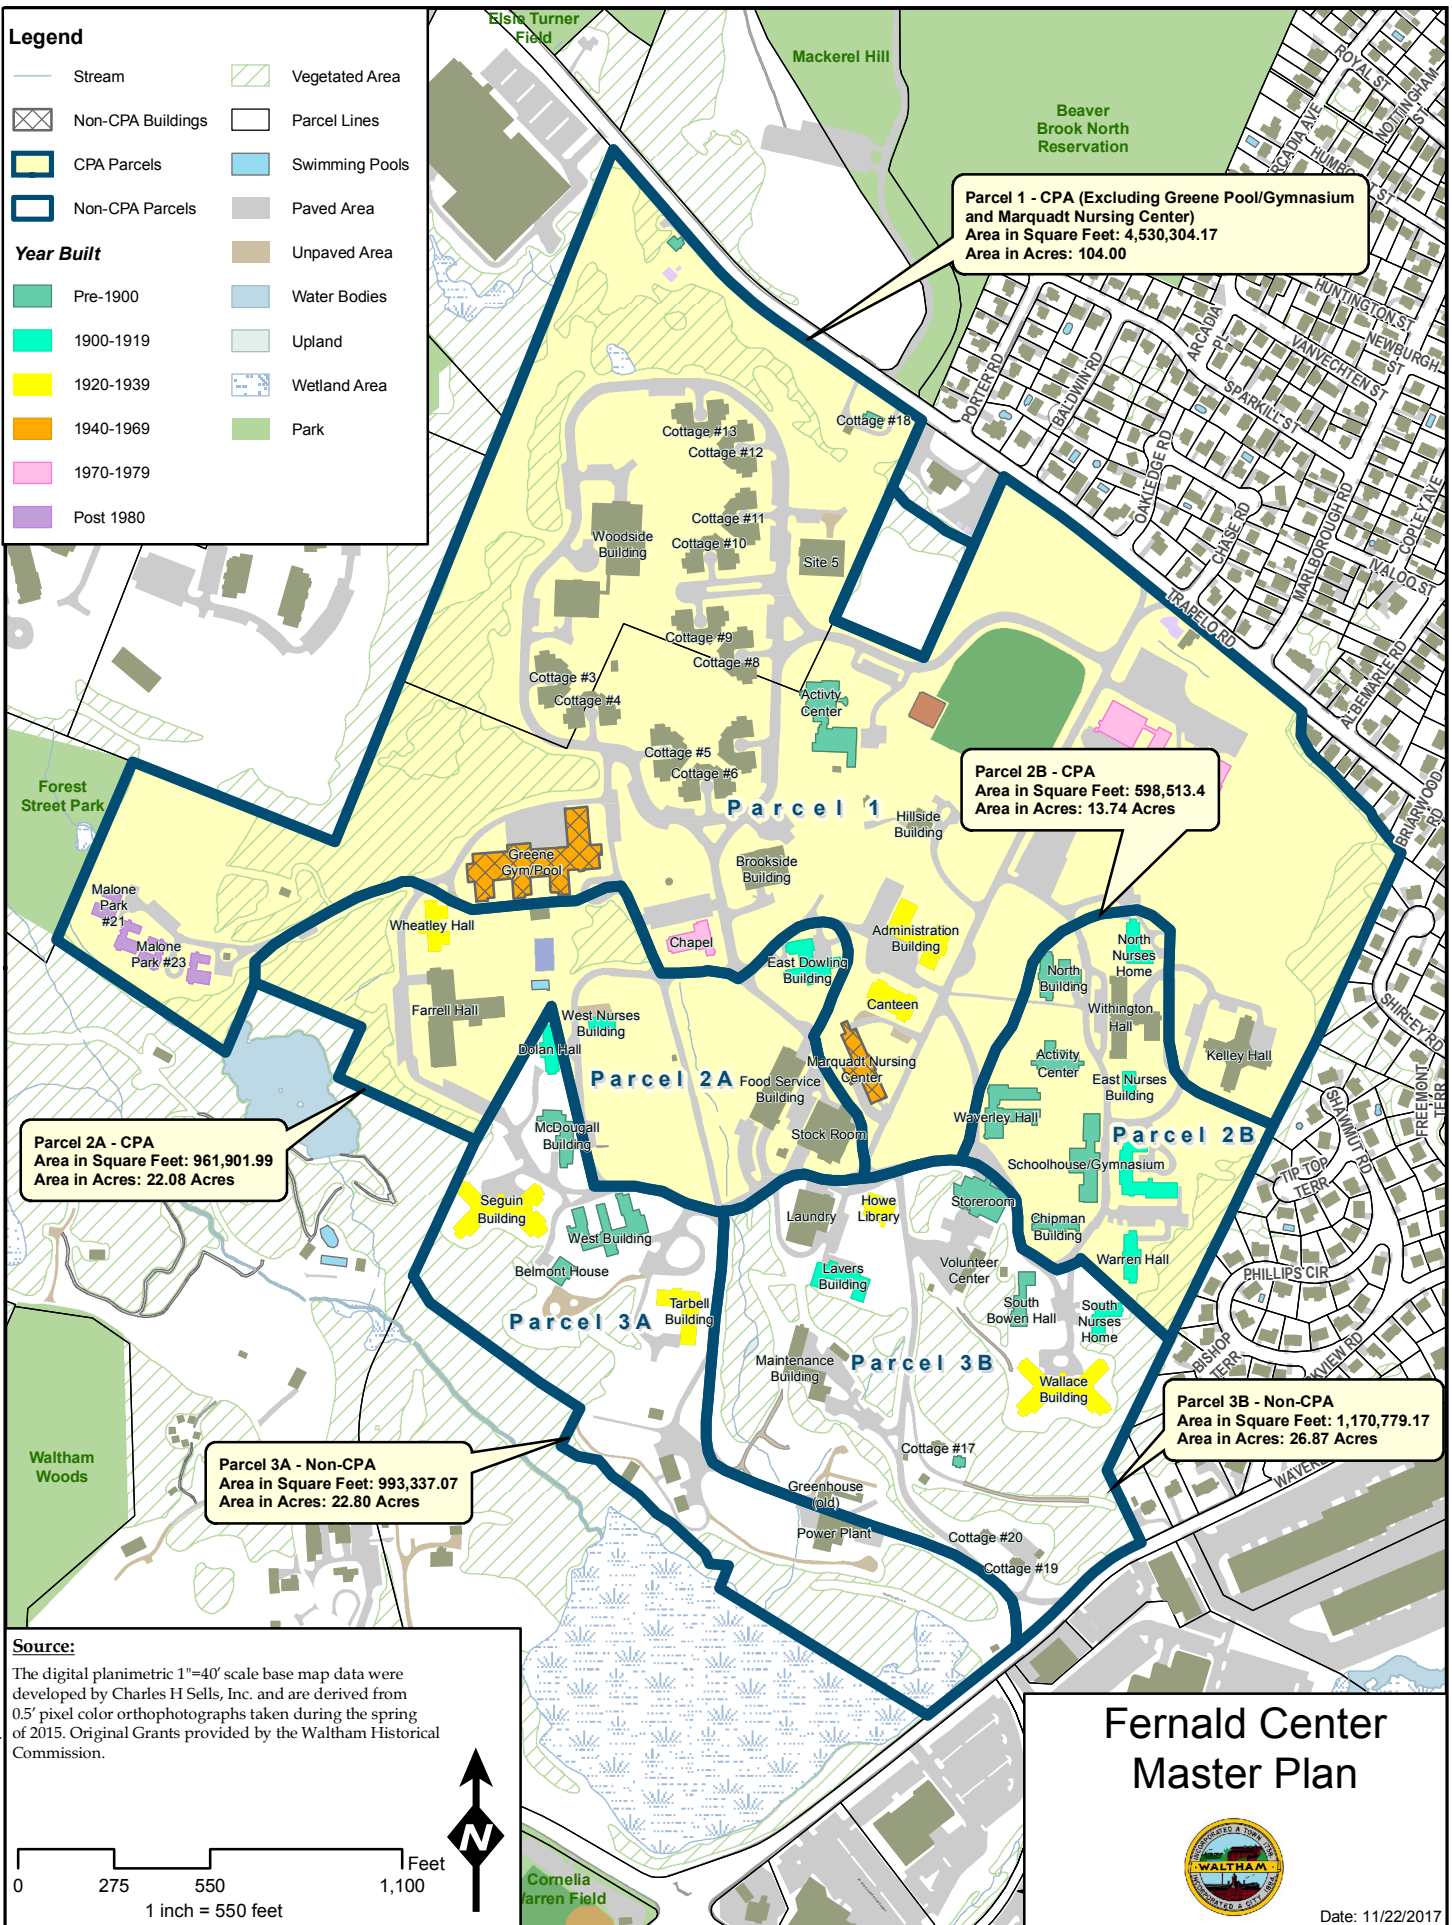 Legend
Stream
Non-CPA Buildings
CPA Parcels
Non-CPA Parcels
Year Built
Pre-1900
1900-1919
1920-1939
1940-1969
1970-1979
Post 1980
Vegetated Area
Parcel Lines
Swimming Pools
Paved Area
Unpaved Area
Water Bodies
Upland
Wetland Area
Park
Elsie Turner
Field
Mackerel Hill
Beaver
Brook North
Reservation
ROYAL ST
NOTTINGHAM
ST
HUMBOLT ST
HUNTINGTON ST
NEWBURGH
ST
ARCADIA
PL
VANVECHTEN ST
SPARKILL ST
PORTER RD
BALDWIN RD
OAKLEDGE RD
CHASE RD
MARLBOROUGH RD
COPLEY AVE
IVALOO ST
TRAPELO RD
ALBEMARLE RD
BRIARWOOD
RD
SHIRLEY RD
FREEMONT
TERR
SHAWMUT RD
TIP TOP
TERR
PHILLIPS CIR
BISHOP
TERR
Parcel 1 - CPA (Excluding Greene Pool/Gymnasium
and Marquadt Nursing Center)
Area in Square Feet: 4,530,304.17
Area in Acres: 104.00
Cottage #18
Cottage #13
Cottage #12
Cottage #11
Cottage #10
Woodside
Building
Site 5
Cottage #9
Cottage #8
Cottage #3
Cottage #4
Activty
Center
Cottage #5
Cottage #6
Parcel 1
Parcel 2B - CPA
Area in Square Feet: 598,513.4
Area in Acres: 13.74 Acres
Hillside
Building
Brookside
Building
Forest
Street Park
Greene
Gym/Pool
Malone
Park
#21
Malone
Park #23
Wheatley Hall
Chapel
East Dowling
Building
Administration
Building
Canteen
North
Nurses
Home
North
Building
Withington
Hall
Kelley Hall
Farrell Hall
West Nurses
Building
Dolan Hall
Parcel 2A
Food Service
Building
Marquadt Nursing
Center
Activity
Center
East Nurses
Building
Waverley Hall
Parcel 2B
McDougall
Building
Stock Room
Schoolhouse/Gymnasium
Parcel 2A - CPA
Area in Square Feet: 961,901.99
Area in Acres: 22.08 Acres
Seguin
Building
West Building
Belmont House
Laundry
Howe
Library
Storeroom
Chipman
Building
Warren Hall
Lavers
Building
Volunteer
Center
South
Bowen Hall
South
Nurses
Home
Tarbell
Building
Parcel 3A
Parcel 3B
Maintenance
Building
Wallace
Building
Parcel 3B - Non-CPA
Area in Square Feet: 1,170,779.17
Area in Acres: 26.87 Acres
Waltham
Woods
Parcel 3A - Non-CPA
Area in Square Feet: 993,337.07
Area in Acres: 22.80 Acres
Cottage #17
Greenhouse
(old)
Power Plant
Cottage #20
Cottage #19
Source:
The digital planimetric 1"=40' scale base map data were
developed by Charles H Sells, Inc. and are derived from
0.5' pixel color orthophotographs taken during the spring
of 2015. Original Grants provided by the Waltham Historical
Commission.
N
Feet
0 275 550 1,100
1 inch = 550 feet
Cornelia
Warren Field
Fernald Center
Master Plan
WALTHAM
Date: 11/22/2017